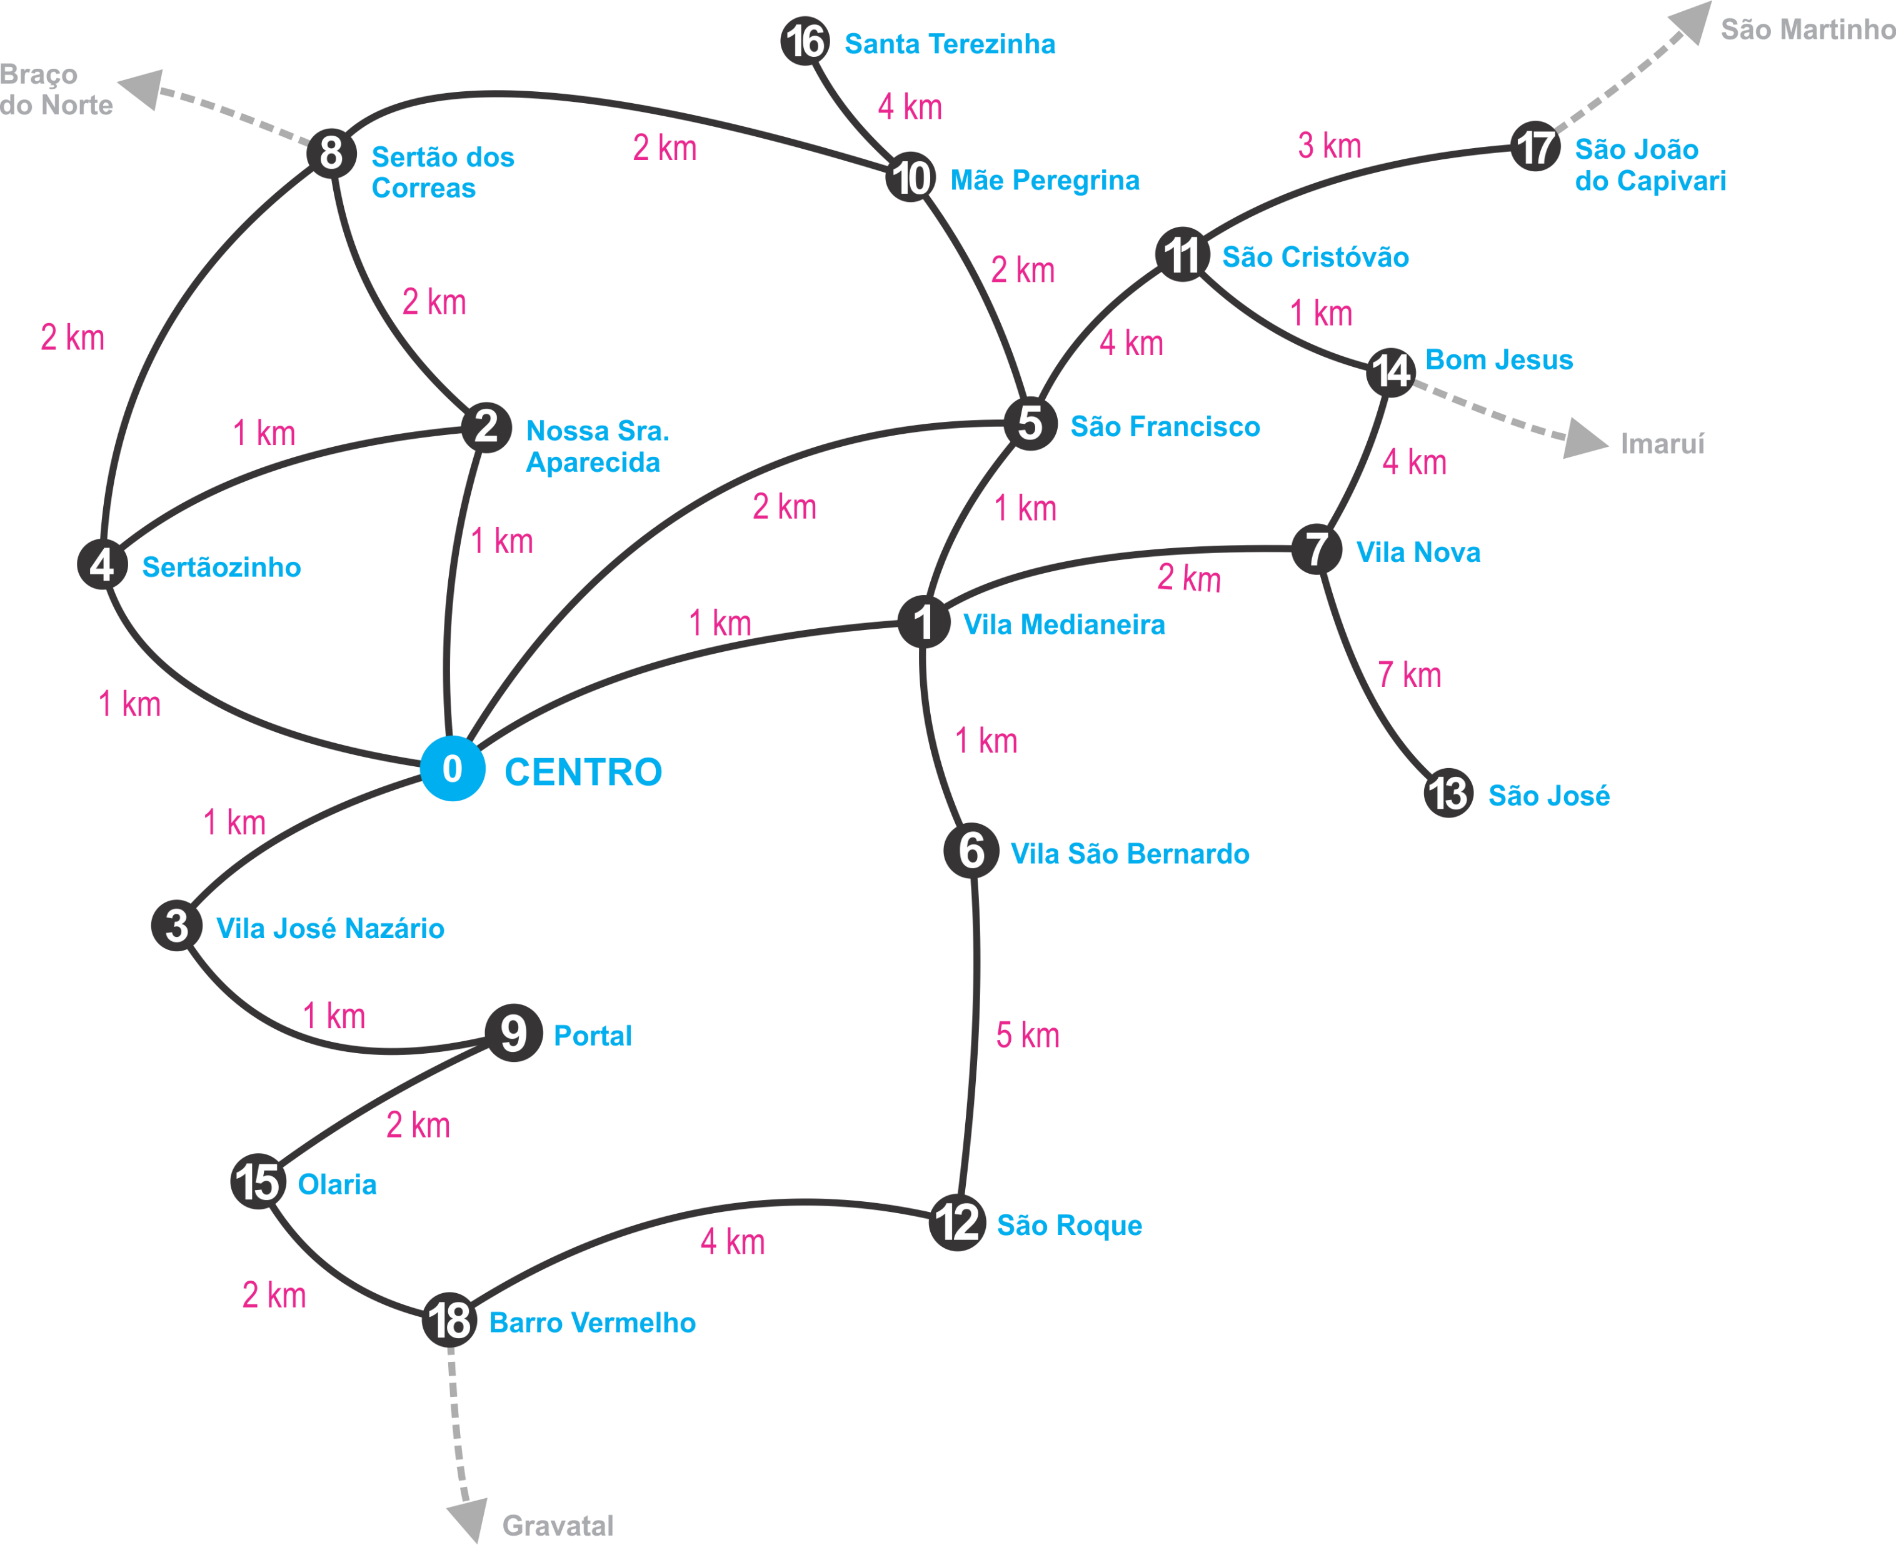 São Martinho
16 Santa Terezinha
Braço
do Norte
4 km
3 km
2 km
8 Sertão dos
Correas
17 São João
do Capivari
10 Mãe Peregrina
11 São Cristóvão
2 km
2 km
1 km
2 km
4 km
14 Bom Jesus
1 km
2 Nossa Sra.
Aparecida
5 São Francisco
Imaruí
4 km
2 km
1 km
1 km
7 Vila Nova
4 Sertãozinho
2 km
1 km
1 Vila Medianeira
7 km
1 km
1 km
0 CENTRO
13 São José
1 km
6 Vila São Bernardo
3 Vila José Nazário
1 km
9 Portal
5 km
2 km
15 Olaria
12 São Roque
4 km
2 km
18 Barro Vermelho
Gravatal